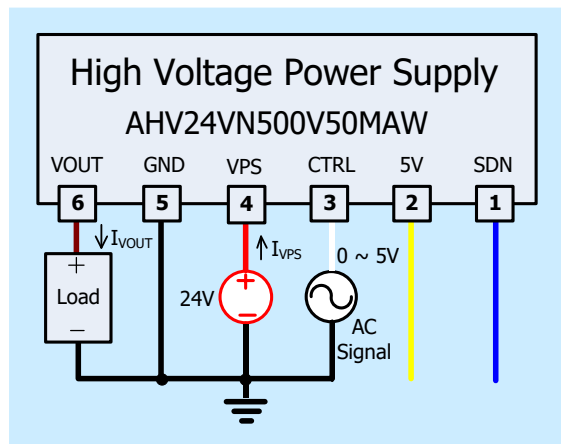 High Voltage Power Supply
AHV24VN500V50MAW
VOUT GND VPS CTRL 5V SDN
6 5 4 3 2 1
↓IVOUT ↑IVPS 0 ~ 5V
+ +
Load 24V
− −
AC
Signal